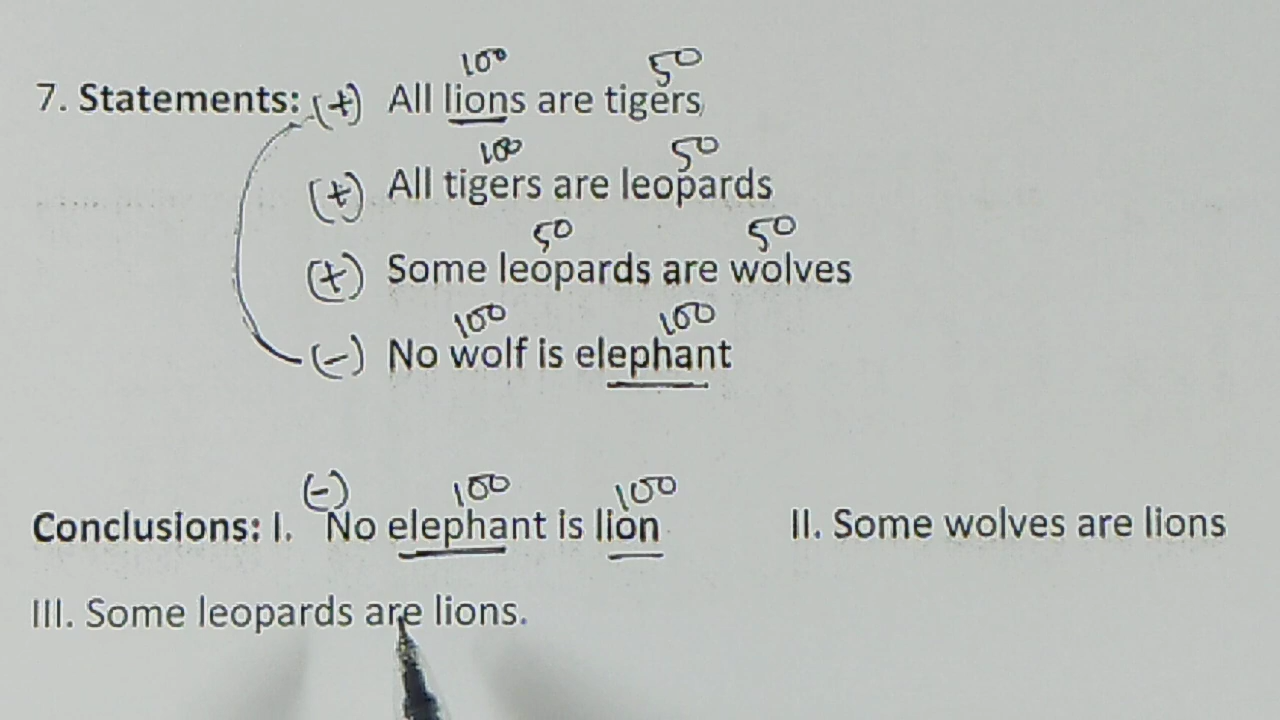 100 50
7. Statements: (+) All lions are tigers
100 50
(+) All tigers are leopards
50 50
(+) Some leopards are wolves
100 100
(-) No wolf is elephant
(-) 100 100
Conclusions: I. No elephant is lion II. Some wolves are lions
III. Some leopards are lions.